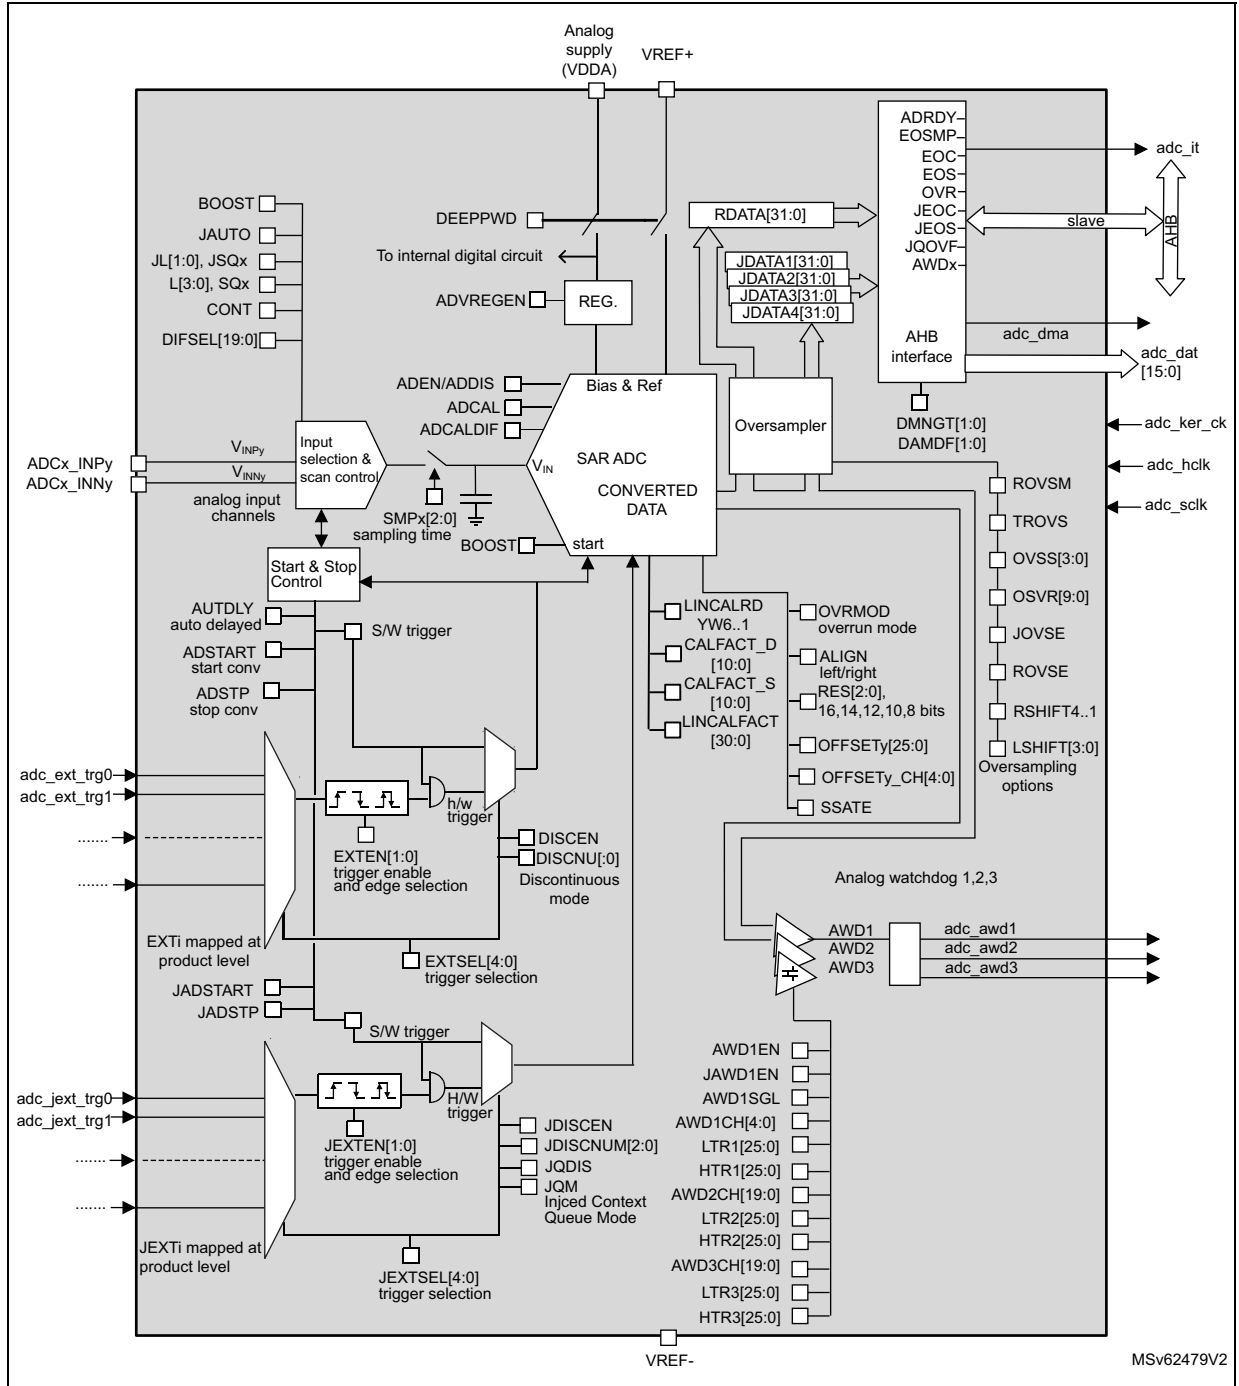 Analog
supply
(VDDA)
VREF+
ADRDY
EOSMP
EOC
EOS
OVR
JEOC
JEOS
JQOVF
AWDx
AHB
interface
adc_it
slave
AHB
adc_dma
adc_dat
[15:0]
BOOST
JAUTO
JL[1:0], JSQx
L[3:0], SQx
CONT
DIFSEL[19:0]
DEEPPWD
To internal digital circuit
ADVREGEN
REG.
RDATA[31:0]
JDATA1[31:0]
JDATA2[31:0]
JDATA3[31:0]
JDATA4[31:0]
ADEN/ADDIS
ADCAL
ADCALDIF
Bias & Ref
Oversampler
DMNGT[1:0]
DAMDF[1:0]
adc_ker_ck
adc_hclk
adc_sclk
ADCx_INPy
ADCx_INNy
VINPy
VINNy
analog input
channels
Input
selection &
scan control
SMPx[2:0]
sampling time
VIN
SAR ADC
CONVERTED
DATA
BOOST
start
ROVSM
TROVS
OVSS[3:0]
OSVR[9:0]
JOVSE
ROVSE
RSHIFT4..1
LSHIFT[3:0]
Oversampling
options
Start & Stop
Control
AUTDLY
auto delayed
S/W trigger
ADSTART
start conv
ADSTP
stop conv
LINCALRD
YW6..1
CALFACT_D
[10:0]
CALFACT_S
[10:0]
LINCALFACT
[30:0]
OVRMOD
overrun mode
ALIGN
left/right
RES[2:0],
16,14,12,10,8 bits
OFFSETy[25:0]
OFFSETy_CH[4:0]
SSATE
adc_ext_trg0
adc_ext_trg1
.......
.......
h/w
trigger
EXTEN[1:0]
trigger enable
and edge selection
DISCEN
DISCNU[:0]
Discontinuous
mode
EXTi mapped at
product level
EXTSEL[4:0]
trigger selection
Analog watchdog 1,2,3
AWD1
AWD2
AWD3
adc_awd1
adc_awd2
adc_awd3
JADSTART
JADSTP
S/W trigger
adc_jext_trg0
adc_jext_trg1
.......
.......
H/W
trigger
JEXTEN[1:0]
trigger enable
and edge selection
JDISCEN
JDISCNUM[2:0]
JQDIS
JQM
Injced Context
Queue Mode
JEXTi mapped at
product level
JEXTSEL[4:0]
trigger selection
AWD1EN
JAWD1EN
AWD1SGL
AWD1CH[4:0]
LTR1[25:0]
HTR1[25:0]
AWD2CH[19:0]
LTR2[25:0]
HTR2[25:0]
AWD3CH[19:0]
LTR3[25:0]
HTR3[25:0]
VREF-
MSv62479V2